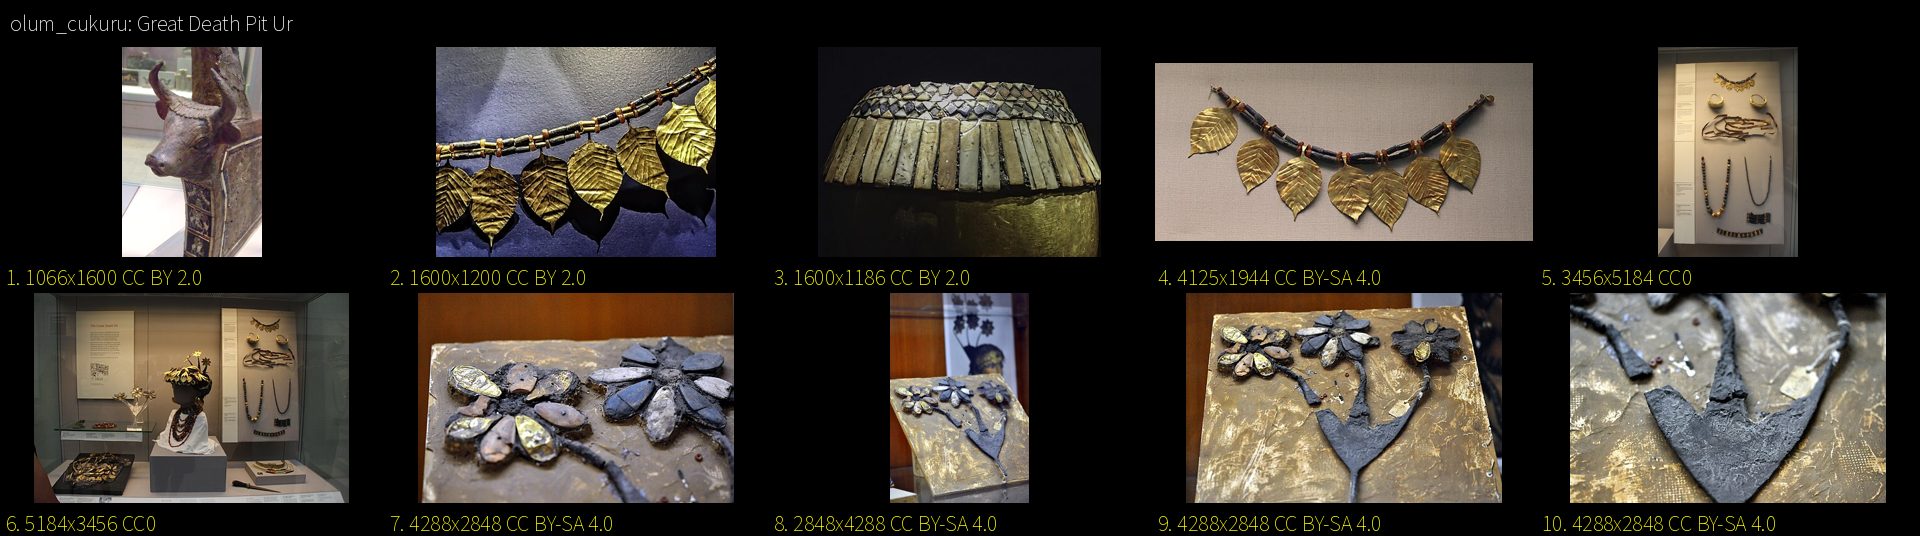 olum_cukuru: Great Death Pit Ur
1. 1066x1600 CC BY 2.0
2. 1600x1200 CC BY 2.0
3. 1600x1186 CC BY 2.0
4. 4125x1944 CC BY-SA 4.0
5. 3456x5184 CC0
6. 5184x3456 CC0
7. 4288x2848 CC BY-SA 4.0
8. 2848x4288 CC BY-SA 4.0
9. 4288x2848 CC BY-SA 4.0
10. 4288x2848 CC BY-SA 4.0